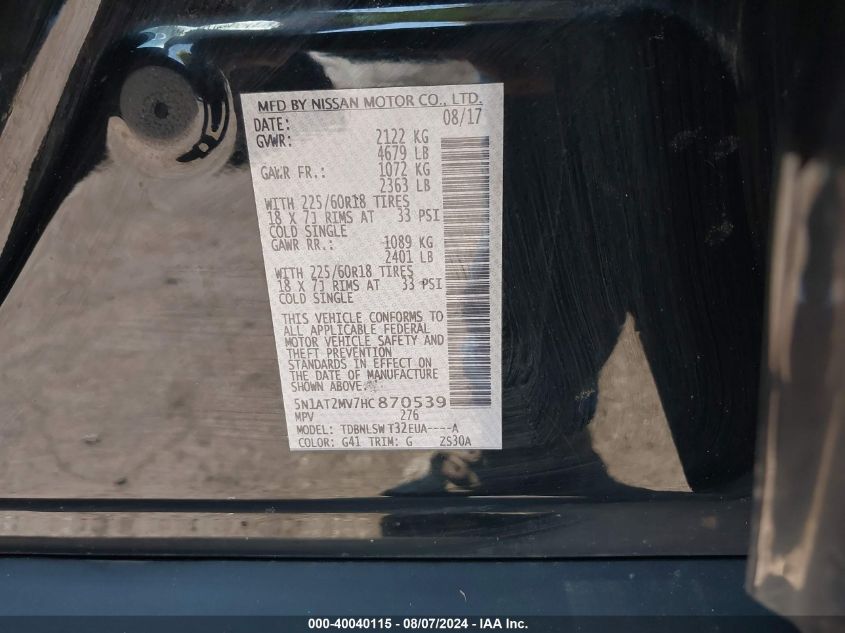 MFD BY NISSAN MOTOR CO., LTD.
DATE: 08/17
GVWR: 2122 KG
4679 LB
GAWR FR.: 1072 KG
2363 LB
WITH 225/60R18 TIRES
18 X 7J RIMS AT 33 PSI
COLD SINGLE
GAWR RR.: 1089 KG
2401 LB
WITH 225/60R18 TIRES
18 X 7J RIMS AT 33 PSI
COLD SINGLE
THIS VEHICLE CONFORMS TO
ALL APPLICABLE FEDERAL
MOTOR VEHICLE SAFETY AND
THEFT PREVENTION
STANDARDS IN EFFECT ON
THE DATE OF MANUFACTURE
SHOWN ABOVE.
5N1AT2MV7HC870539
MPV 276
MODEL: TDBNLSW T32EUA----A
COLOR: G41 TRIM: G ZS30A
000-40040115 - 08/07/2024 - IAA Inc.